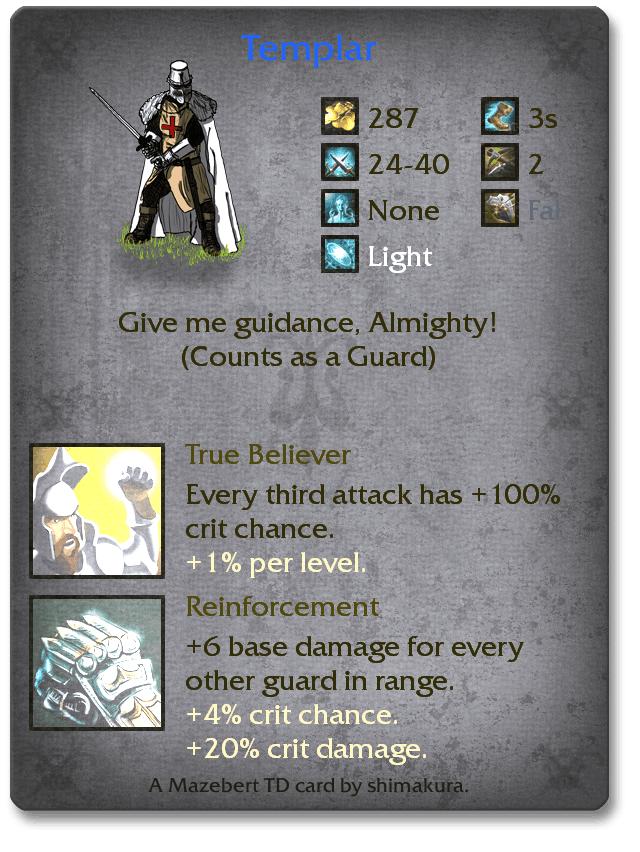 Templar
287 3s
24-40 2
None Fal
Light
Give me guidance, Almighty!
(Counts as a Guard)
True Believer
Every third attack has +100%
crit chance.
+1% per level.
Reinforcement
+6 base damage for every
other guard in range.
+4% crit chance.
+20% crit damage.
A Mazebert TD card by shimakura.